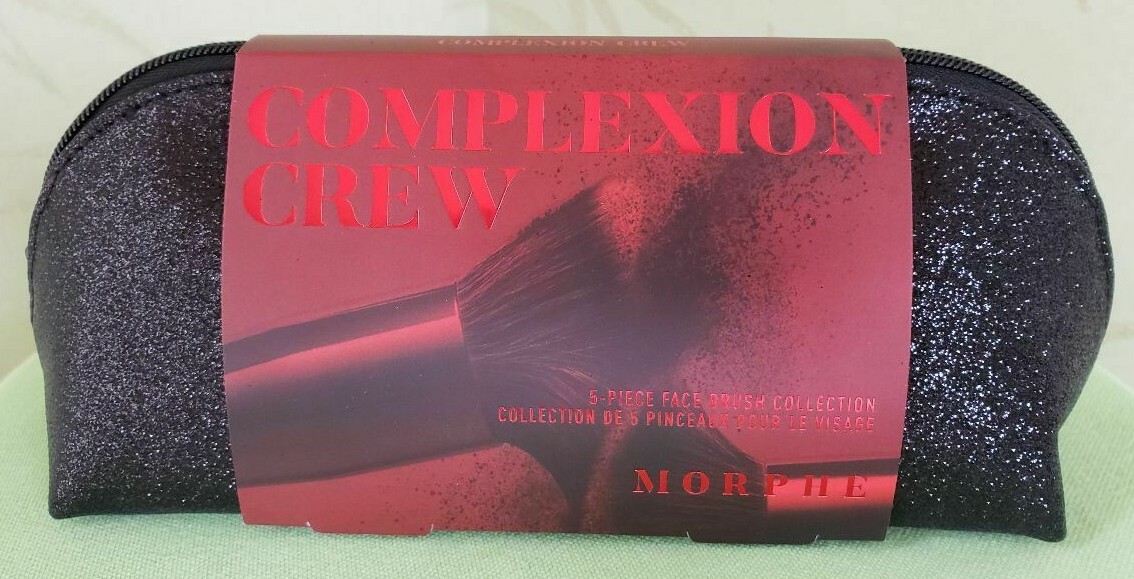 COMPLEXION CREW
COMPLEXION
CREW
5-PIECE FACE BRUSH COLLECTION
COLLECTION DE 5 PINCEAUX POUR LE VISAGE
MORPHE